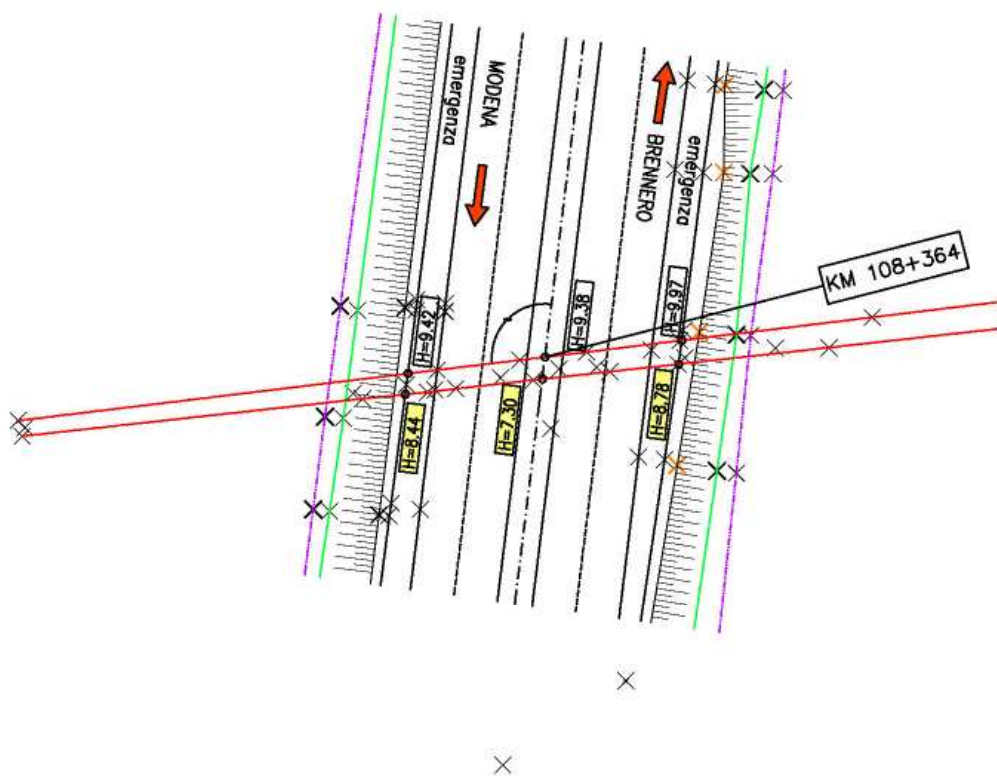 emergenza
MODENA
BRENNERO
emergenza
KM 108+364
H=9.42
H=9.38
H=9.97
H=8.44
H=7.30
H=8.78